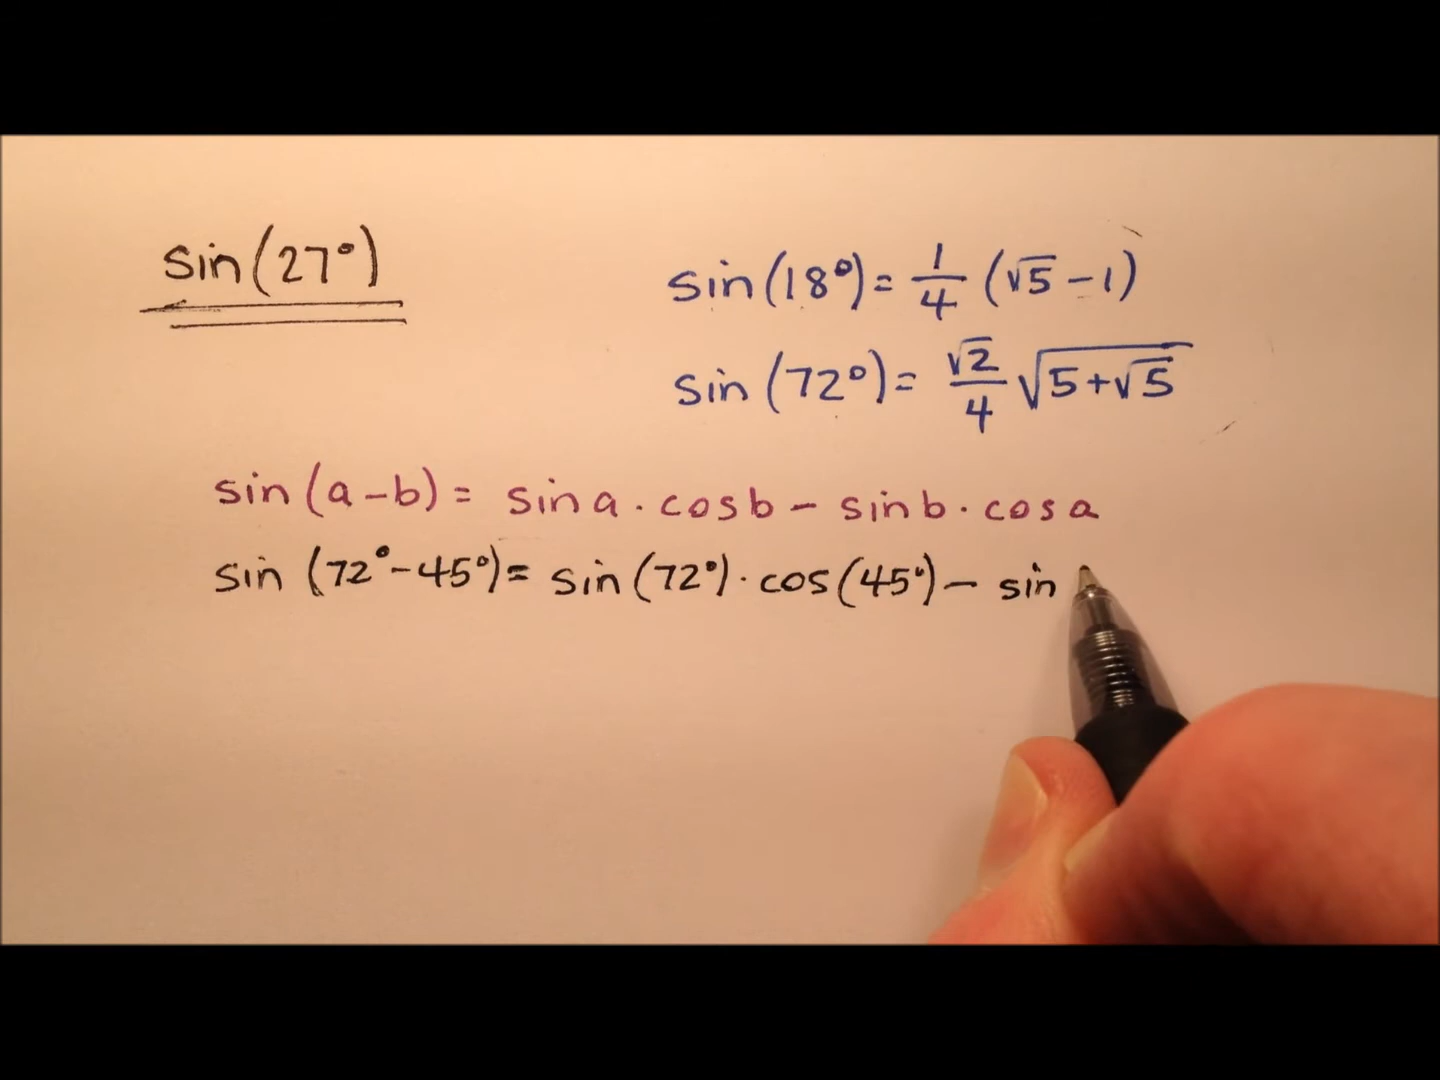 sin(27°)
sin(18°) = 1/4 (√5 - 1)
sin(72°) = √2/4 √(5+√5)
sin(a-b) = sin a · cos b - sin b · cos a
sin(72°-45°) = sin(72°) · cos(45°) - sin